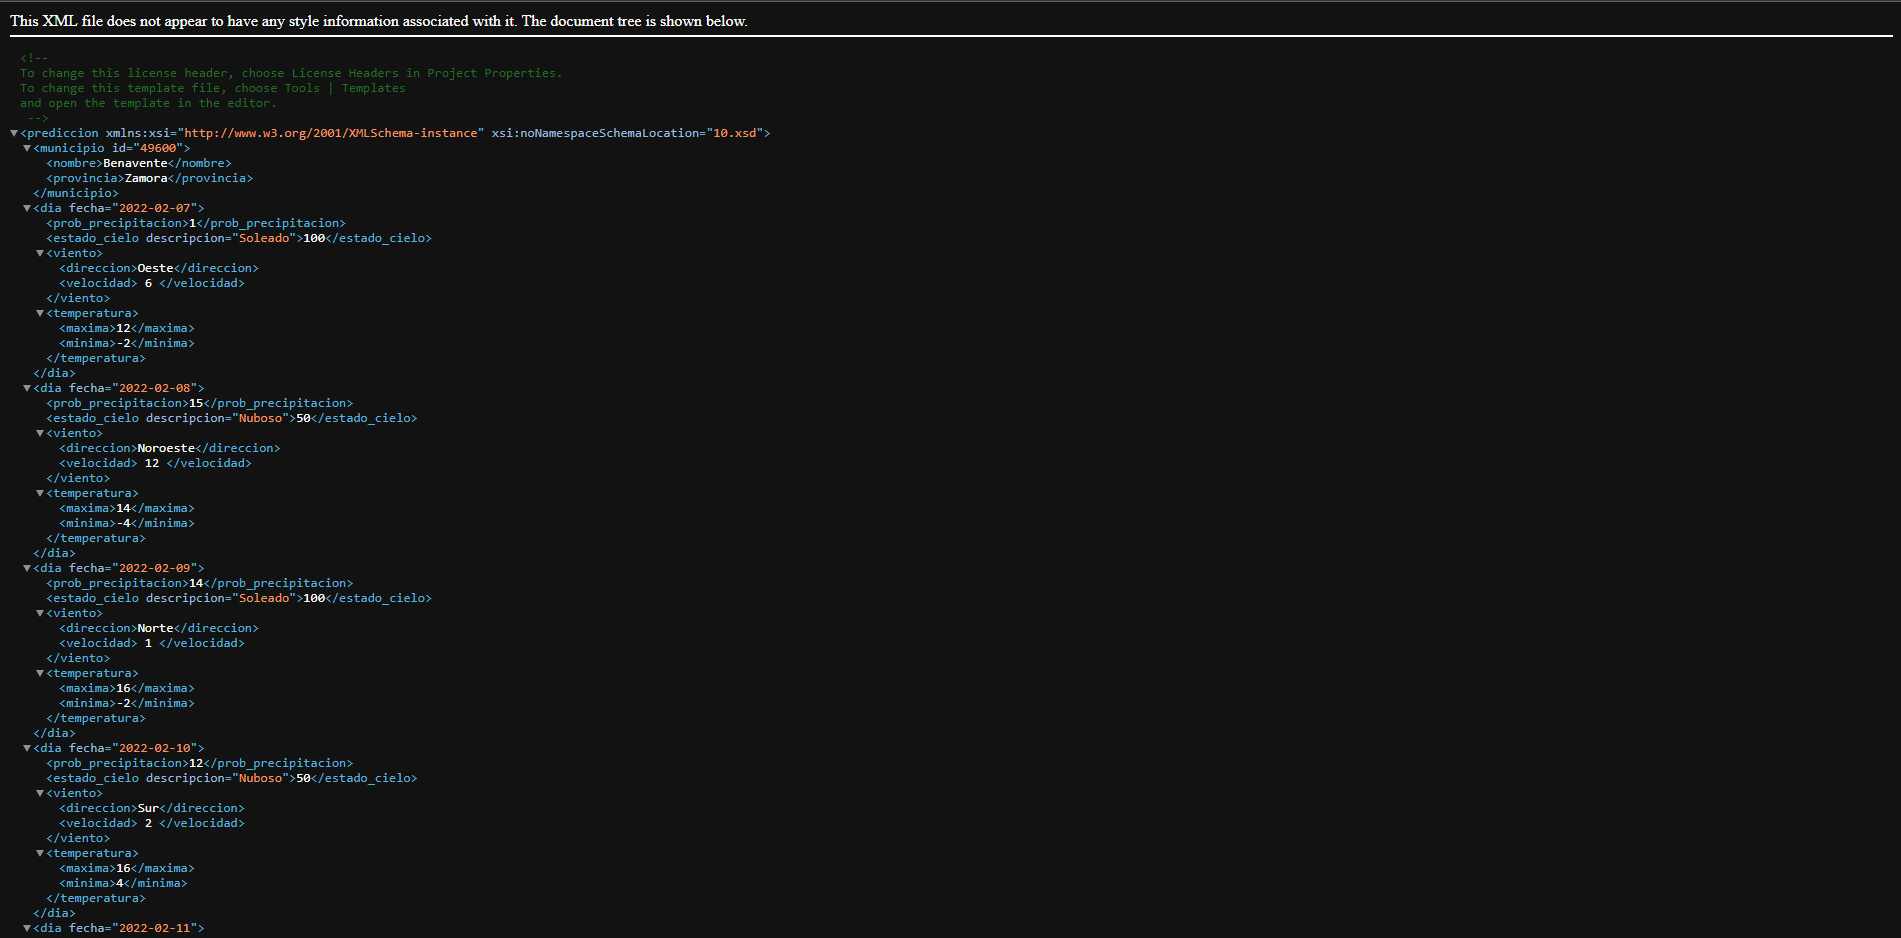 This XML file does not appear to have any style information associated with it. The document tree is shown below.
<!--
To change this license header, choose License Headers in Project Properties.
To change this template file, choose Tools | Templates
and open the template in the editor.
-->
▼<prediccion xmlns:xsi="http://www.w3.org/2001/XMLSchema-instance" xsi:noNamespaceSchemaLocation="10.xsd">
▼<municipio id="49600">
<nombre>Benavente</nombre>
<provincia>Zamora</provincia>
</municipio>
▼<dia fecha="2022-02-07">
<prob_precipitacion>1</prob_precipitacion>
<estado_cielo descripcion="Soleado">100</estado_cielo>
▼<viento>
<direccion>Oeste</direccion>
<velocidad> 6 </velocidad>
</viento>
▼<temperatura>
<maxima>12</maxima>
<minima>-2</minima>
</temperatura>
</dia>
▼<dia fecha="2022-02-08">
<prob_precipitacion>15</prob_precipitacion>
<estado_cielo descripcion="Nuboso">50</estado_cielo>
▼<viento>
<direccion>Noroeste</direccion>
<velocidad> 12 </velocidad>
</viento>
▼<temperatura>
<maxima>14</maxima>
<minima>-4</minima>
</temperatura>
</dia>
▼<dia fecha="2022-02-09">
<prob_precipitacion>14</prob_precipitacion>
<estado_cielo descripcion="Soleado">100</estado_cielo>
▼<viento>
<direccion>Norte</direccion>
<velocidad> 1 </velocidad>
</viento>
▼<temperatura>
<maxima>16</maxima>
<minima>-2</minima>
</temperatura>
</dia>
▼<dia fecha="2022-02-10">
<prob_precipitacion>12</prob_precipitacion>
<estado_cielo descripcion="Nuboso">50</estado_cielo>
▼<viento>
<direccion>Sur</direccion>
<velocidad> 2 </velocidad>
</viento>
▼<temperatura>
<maxima>16</maxima>
<minima>4</minima>
</temperatura>
</dia>
▼<dia fecha="2022-02-11">